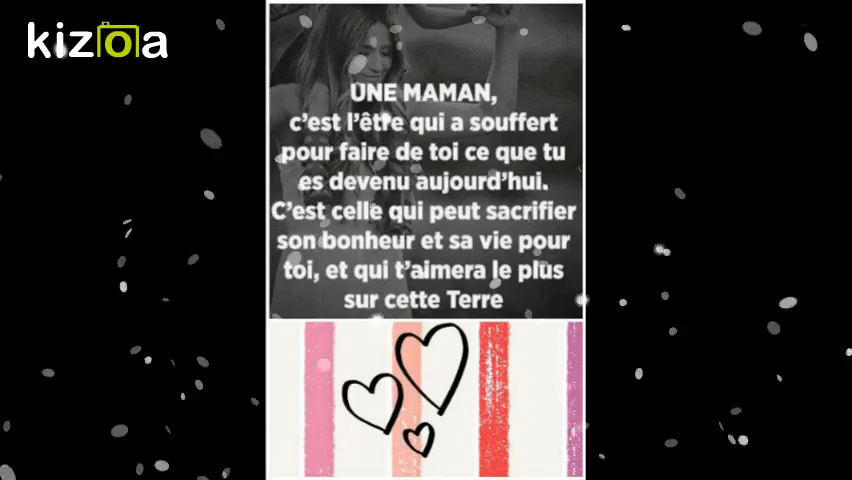 kizoa
UNE MAMAN,
c'est l'être qui a souffert
pour faire de toi ce que tu
es devenu aujourd'hui.
C'est celle qui peut sacrifier
son bonheur et sa vie pour
toi, et qui t'aimera le plus
sur cette Terre